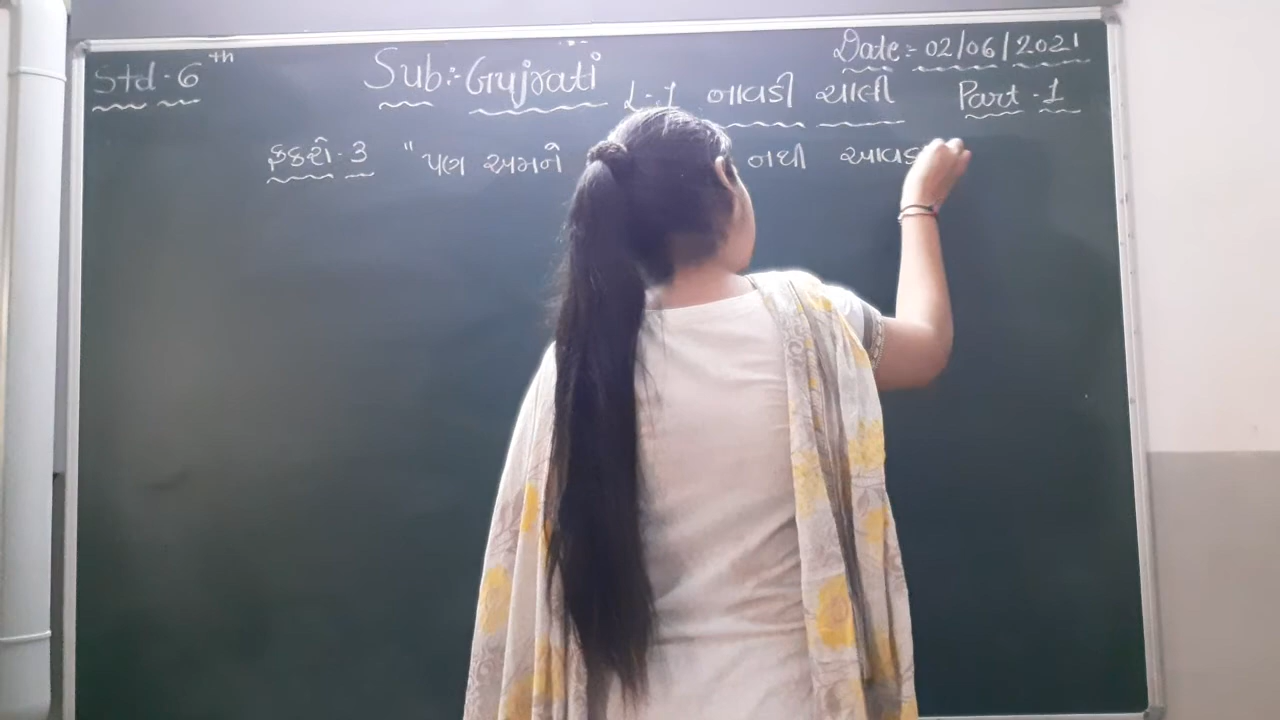 Std-6th Sub:-Gujrati Date:-02/06/2021
L-1 નાવડી ચાલી Part-1
ફકરો-3 "પણ અમને નથી આવડ